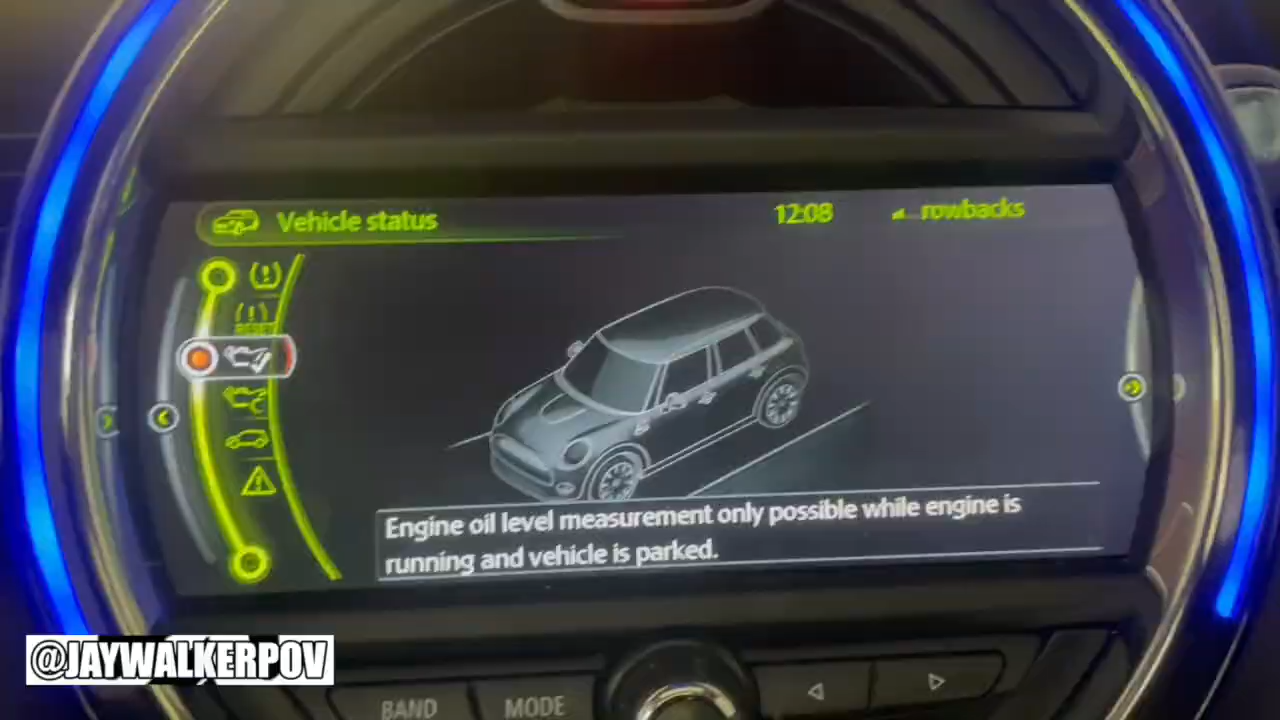 Vehicle status
12:08
rowbacks
RESET
Engine oil level measurement only possible while engine is
running and vehicle is parked.
@JAYWALKERPOV
BAND
MODE